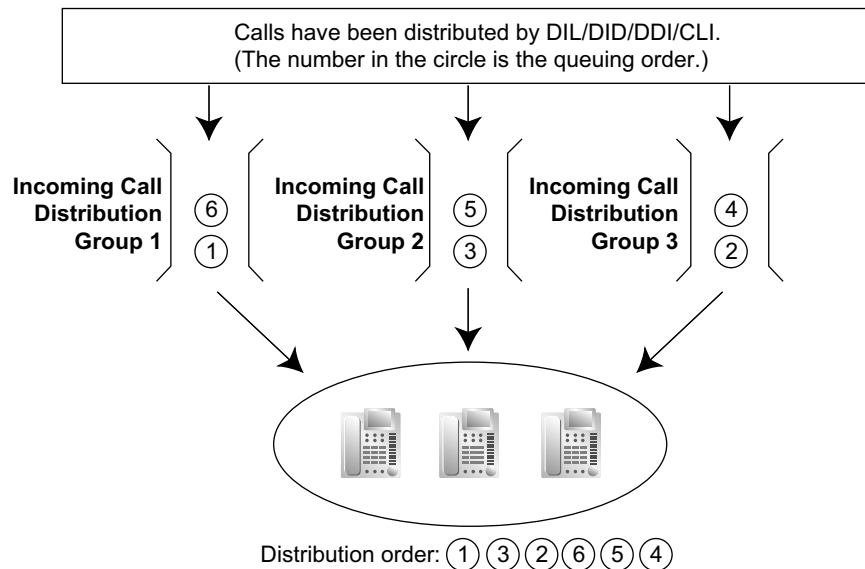 Calls have been distributed by DIL/DID/DDI/CLI.
(The number in the circle is the queuing order.)
Incoming Call
Distribution
Group 1
6
1
Incoming Call
Distribution
Group 2
5
3
Incoming Call
Distribution
Group 3
4
2
Distribution order: 1 3 2 6 5 4